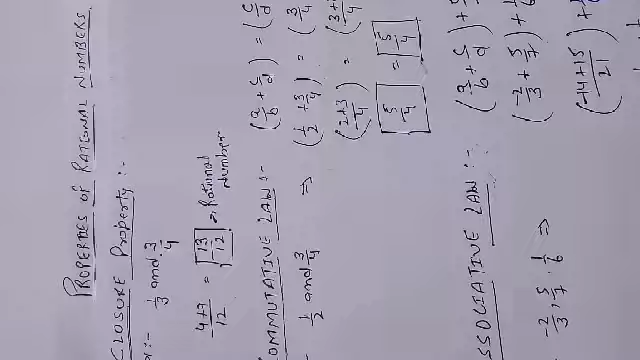 PROPERTIES OF RATIONAL NUMBERS
CLOSURE Property:-
:- 1/3 and 3/4
4+9/12 = 13/12 Rational Number
COMMUTATIVE LAW:-
(a/b + c/d) = (c/d
1/2 and 3/4 ⇒ (1/2 + 3/4) = (3/4
(2+3/4) = (3+
5/4 = 5/4
ASSOCIATIVE LAW:-
(a/b + c/d) +
-2/3, 5/7, 1/6 ⇒ (-2/3 + 5/7) + 1/6
(-14+15/21) +